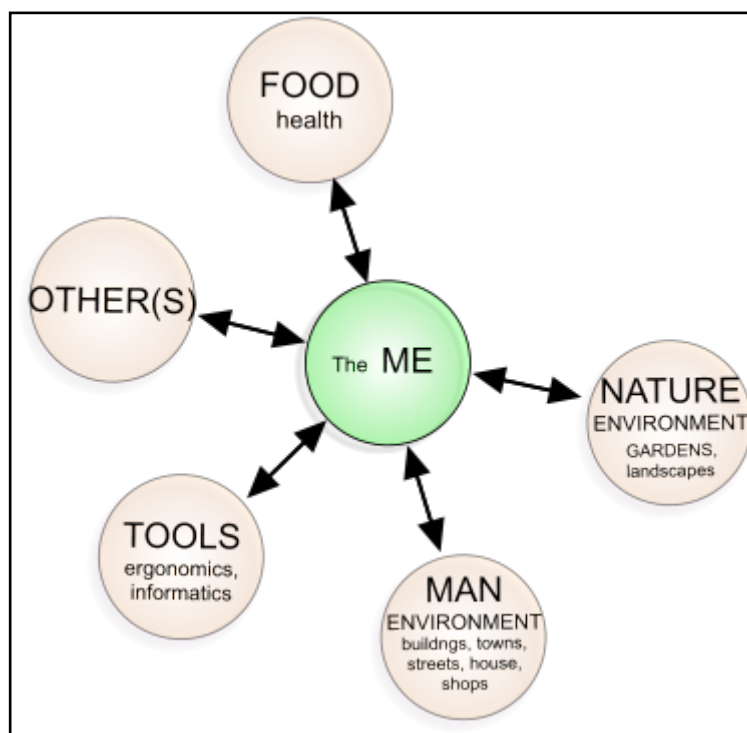 FOOD
health
OTHER(S)
The ME
NATURE
ENVIRONMENT
GARDENS,
landscapes
TOOLS
ergonomics,
informatics
MAN
ENVIRONMENT
buildngs, towns,
streets, house,
shops